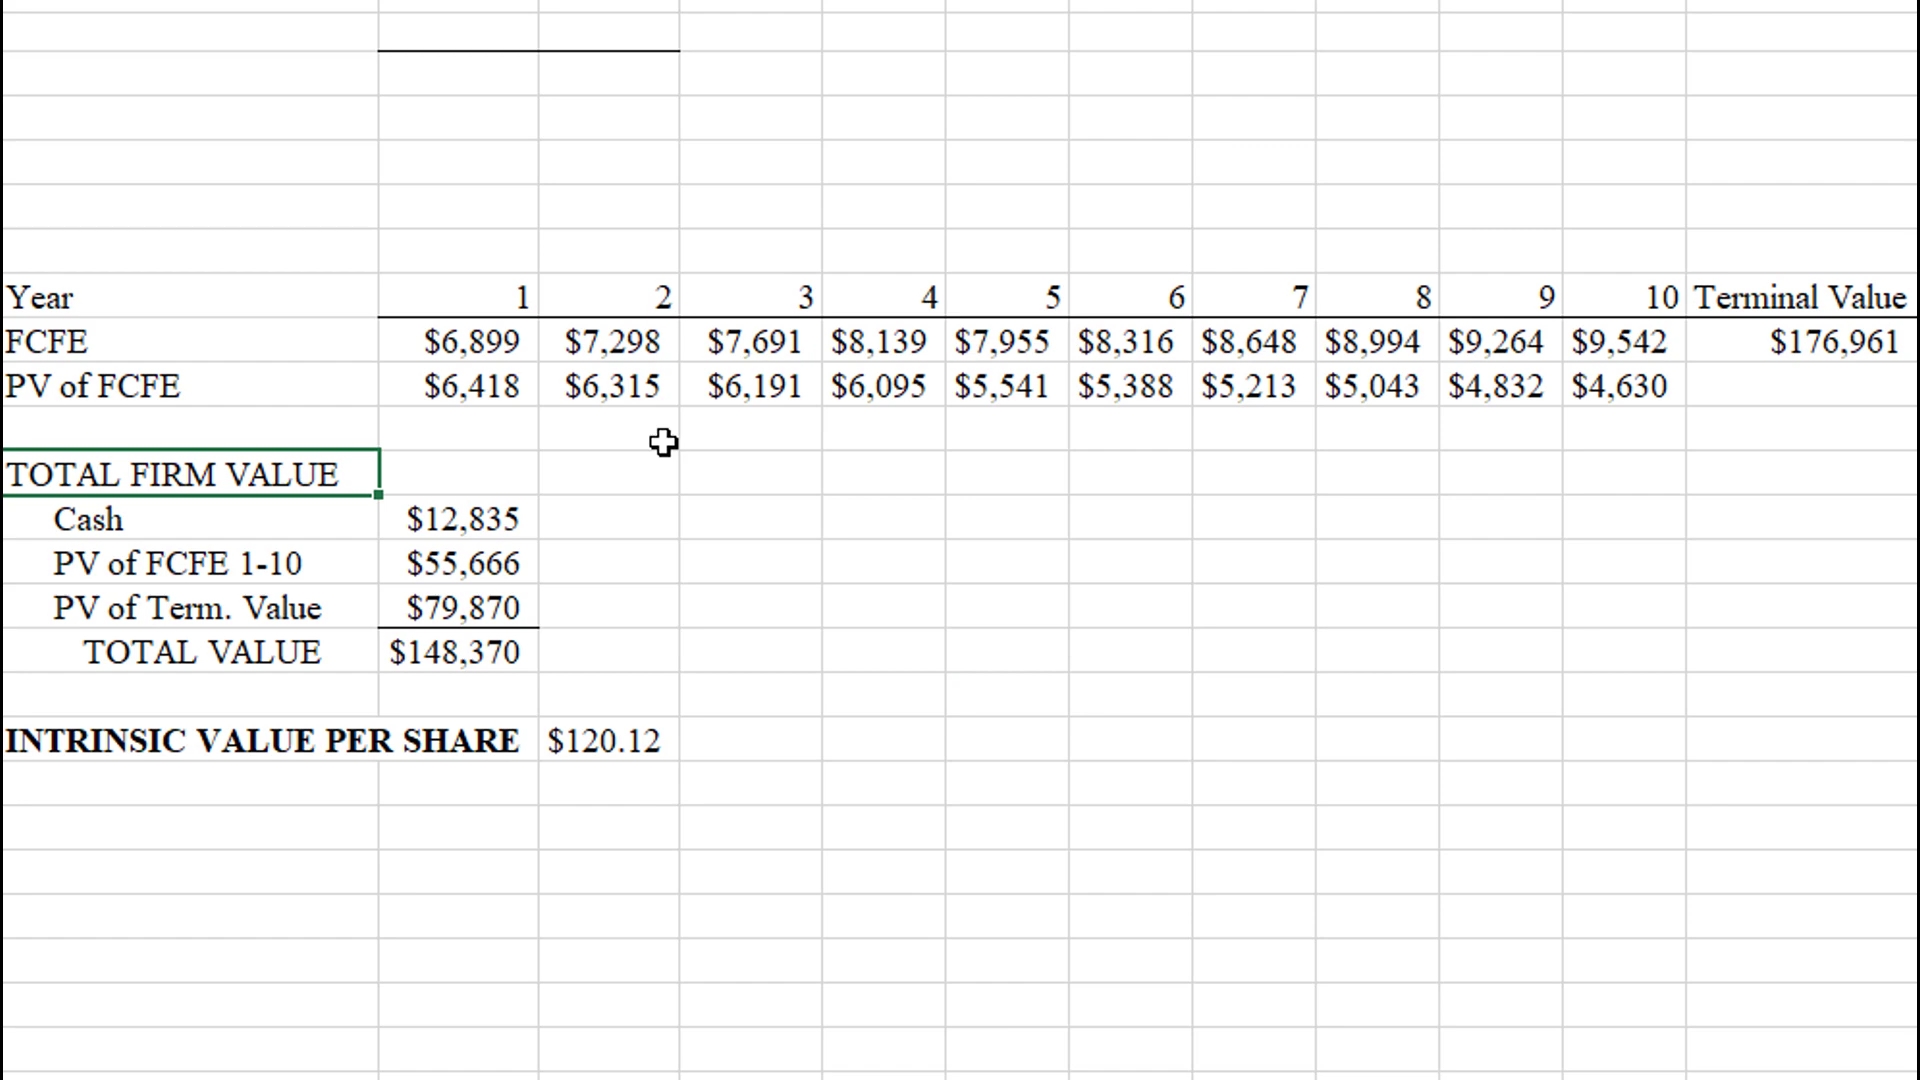 Year 1 2 3 4 5 6 7 8 9 10 Terminal Value
FCFE $6,899 $7,298 $7,691 $8,139 $7,955 $8,316 $8,648 $8,994 $9,264 $9,542 $176,961
PV of FCFE $6,418 $6,315 $6,191 $6,095 $5,541 $5,388 $5,213 $5,043 $4,832 $4,630
TOTAL FIRM VALUE
Cash $12,835
PV of FCFE 1-10 $55,666
PV of Term. Value $79,870
TOTAL VALUE $148,370
INTRINSIC VALUE PER SHARE $120.12